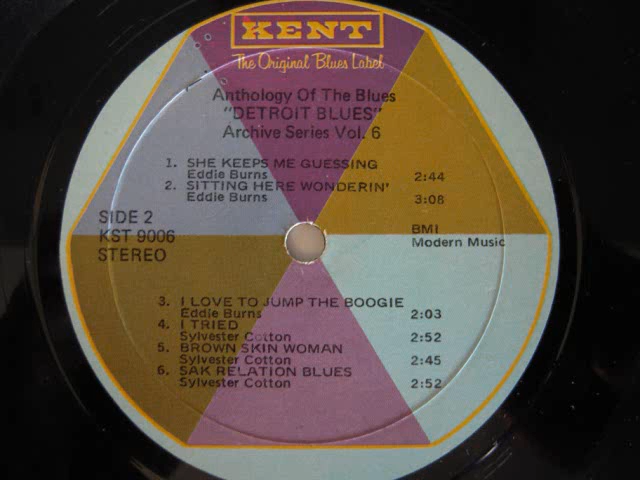 KENT
The Original Blues Label
Anthology Of The Blues
"DETROIT BLUES"
Archive Series Vol. 6
1. SHE KEEPS ME GUESSING
Eddie Burns 2:44
2. SITTING HERE WONDERIN'
Eddie Burns 3:08
SIDE 2
KST 9006
STEREO
BMI
Modern Music
3. I LOVE TO JUMP THE BOOGIE
Eddie Burns 2:03
4. I TRIED
Sylvester Cotton 2:52
5. BROWN SKIN WOMAN
Sylvester Cotton 2:45
6. SAK RELATION BLUES
Sylvester Cotton 2:52